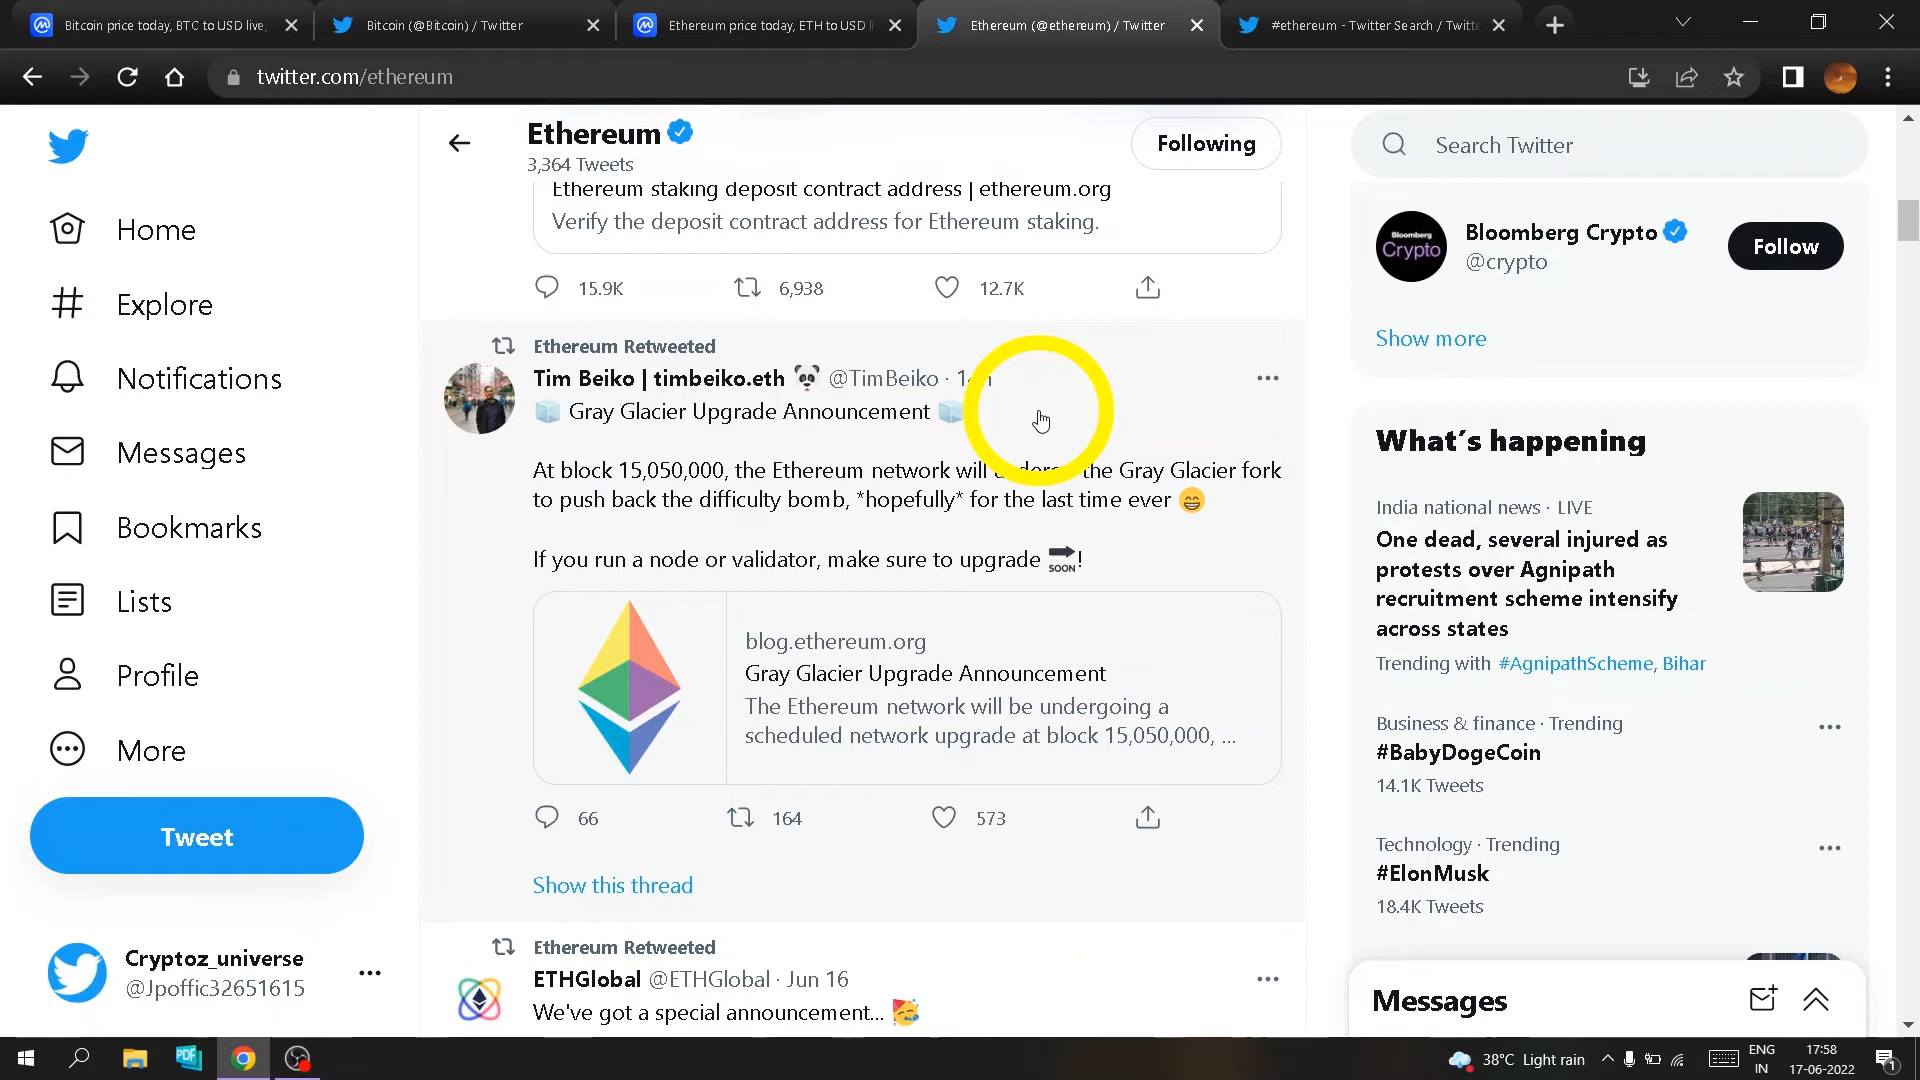 Bitcoin price today, BTC to USD live,
Bitcoin (@Bitcoin) / Twitter
Ethereum price today, ETH to USD li
Ethereum (@ethereum) / Twitter
#ethereum - Twitter Search / Twitte
twitter.com/ethereum
Ethereum
3,364 Tweets
Following
Search Twitter
Home
Explore
Notifications
Messages
Bookmarks
Lists
Profile
More
Tweet
Cryptoz_universe
@Jpoffic32651615
Ethereum staking deposit contract address | ethereum.org
Verify the deposit contract address for Ethereum staking.
15.9K 6,938 12.7K
Ethereum Retweeted
Tim Beiko | timbeiko.eth 🐼 @TimBeiko ·
🧊 Gray Glacier Upgrade Announcement 🧊
At block 15,050,000, the Ethereum network will the Gray Glacier fork
to push back the difficulty bomb, *hopefully* for the last time ever 😄
If you run a node or validator, make sure to upgrade 🔜!
blog.ethereum.org
Gray Glacier Upgrade Announcement
The Ethereum network will be undergoing a
scheduled network upgrade at block 15,050,000, ...
66 164 573
Show this thread
Ethereum Retweeted
ETHGlobal @ETHGlobal · Jun 16
We've got a special announcement... 🥳
Bloomberg
Crypto
Bloomberg Crypto
@crypto
Follow
Show more
What's happening
India national news · LIVE
One dead, several injured as
protests over Agnipath
recruitment scheme intensify
across states
Trending with #AgnipathScheme, Bihar
Business & finance · Trending
#BabyDogeCoin
14.1K Tweets
Technology · Trending
#ElonMusk
18.4K Tweets
Messages
PDF
38°C Light rain
ENG
IN
17:58
17-06-2022
1